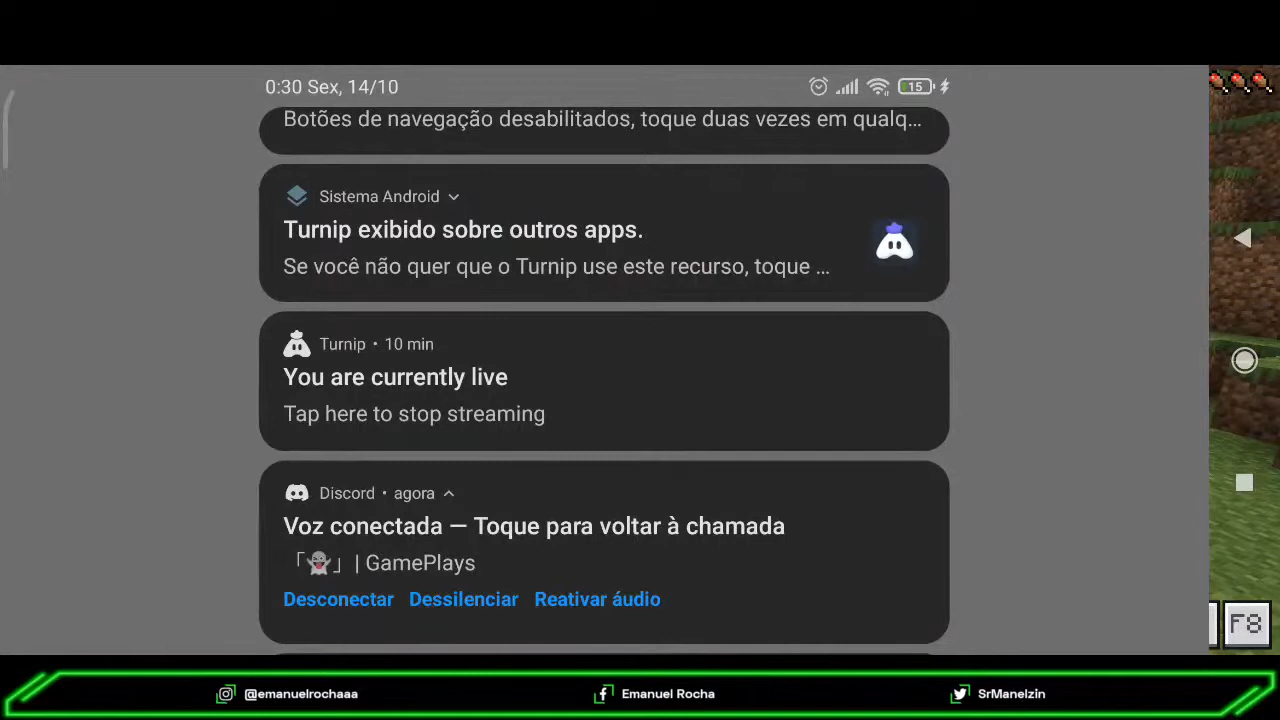 0:30 Sex, 14/10
15
Botões de navegação desabilitados, toque duas vezes em qualq...
Sistema Android
Turnip exibido sobre outros apps.
Se você não quer que o Turnip use este recurso, toque ...
Turnip • 10 min
You are currently live
Tap here to stop streaming
Discord • agora
Voz conectada — Toque para voltar à chamada
「👻」 | GamePlays
Desconectar Dessilenciar Reativar áudio
F8
@emanuelrochaaa
Emanuel Rocha
SrManelzin